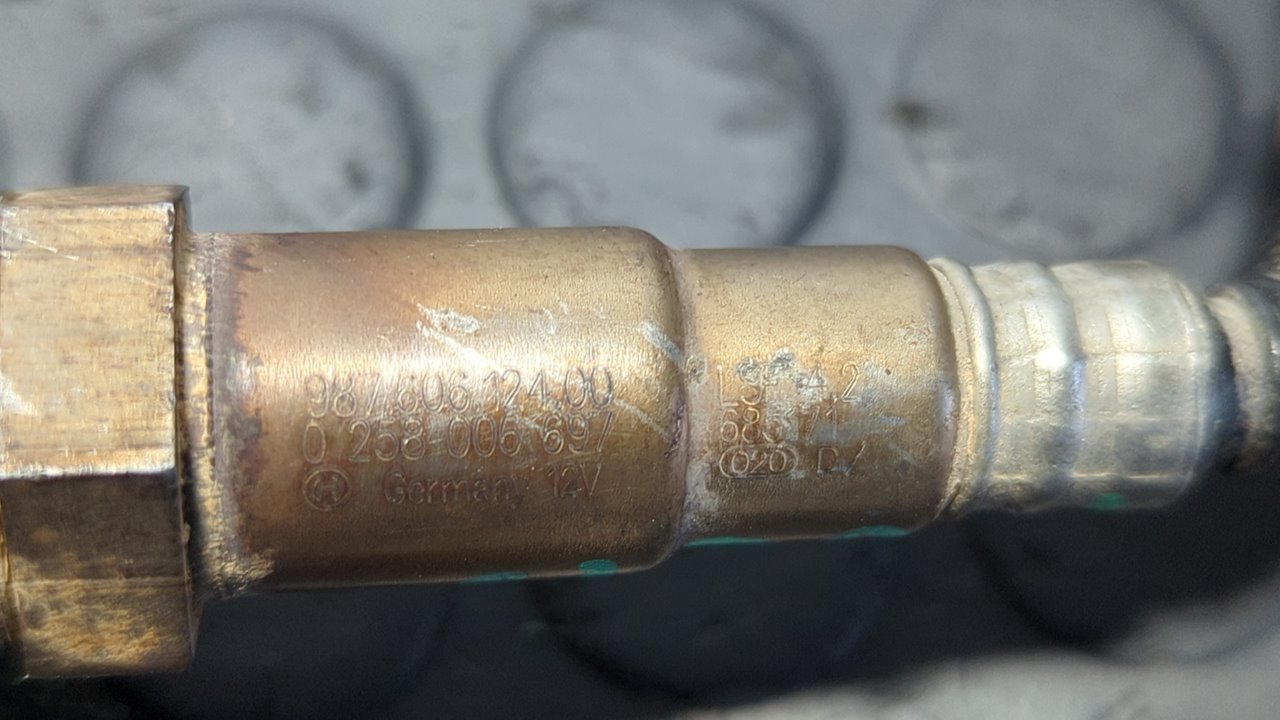 987.606.124.00
0 258 006 697
Germany 12V
LSF 4.2
020